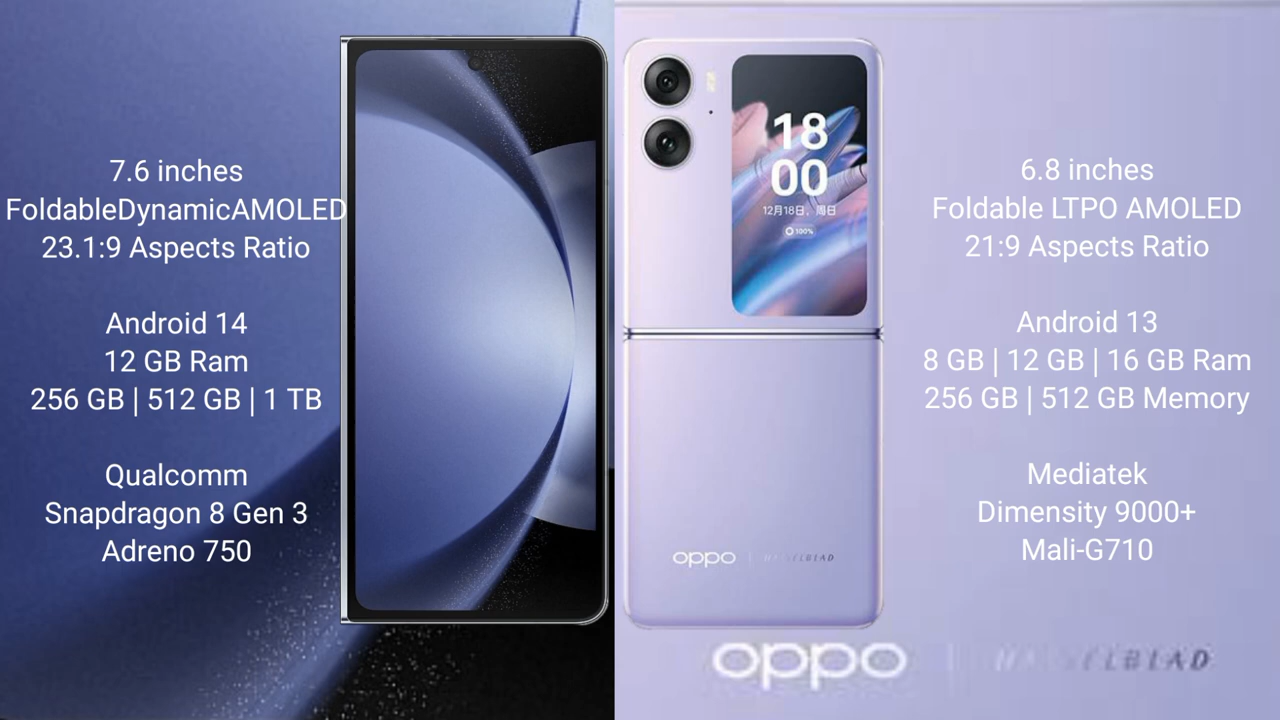 7.6 inches
FoldableDynamicAMOLED
23.1:9 Aspects Ratio
Android 14
12 GB Ram
256 GB | 512 GB | 1 TB
Qualcomm
Snapdragon 8 Gen 3
Adreno 750
18
00
12月18日，周日
100%
oppo | HASSELBLAD
oppo | HASSELBLAD
6.8 inches
Foldable LTPO AMOLED
21:9 Aspects Ratio
Android 13
8 GB | 12 GB | 16 GB Ram
256 GB | 512 GB Memory
Mediatek
Dimensity 9000+
Mali-G710